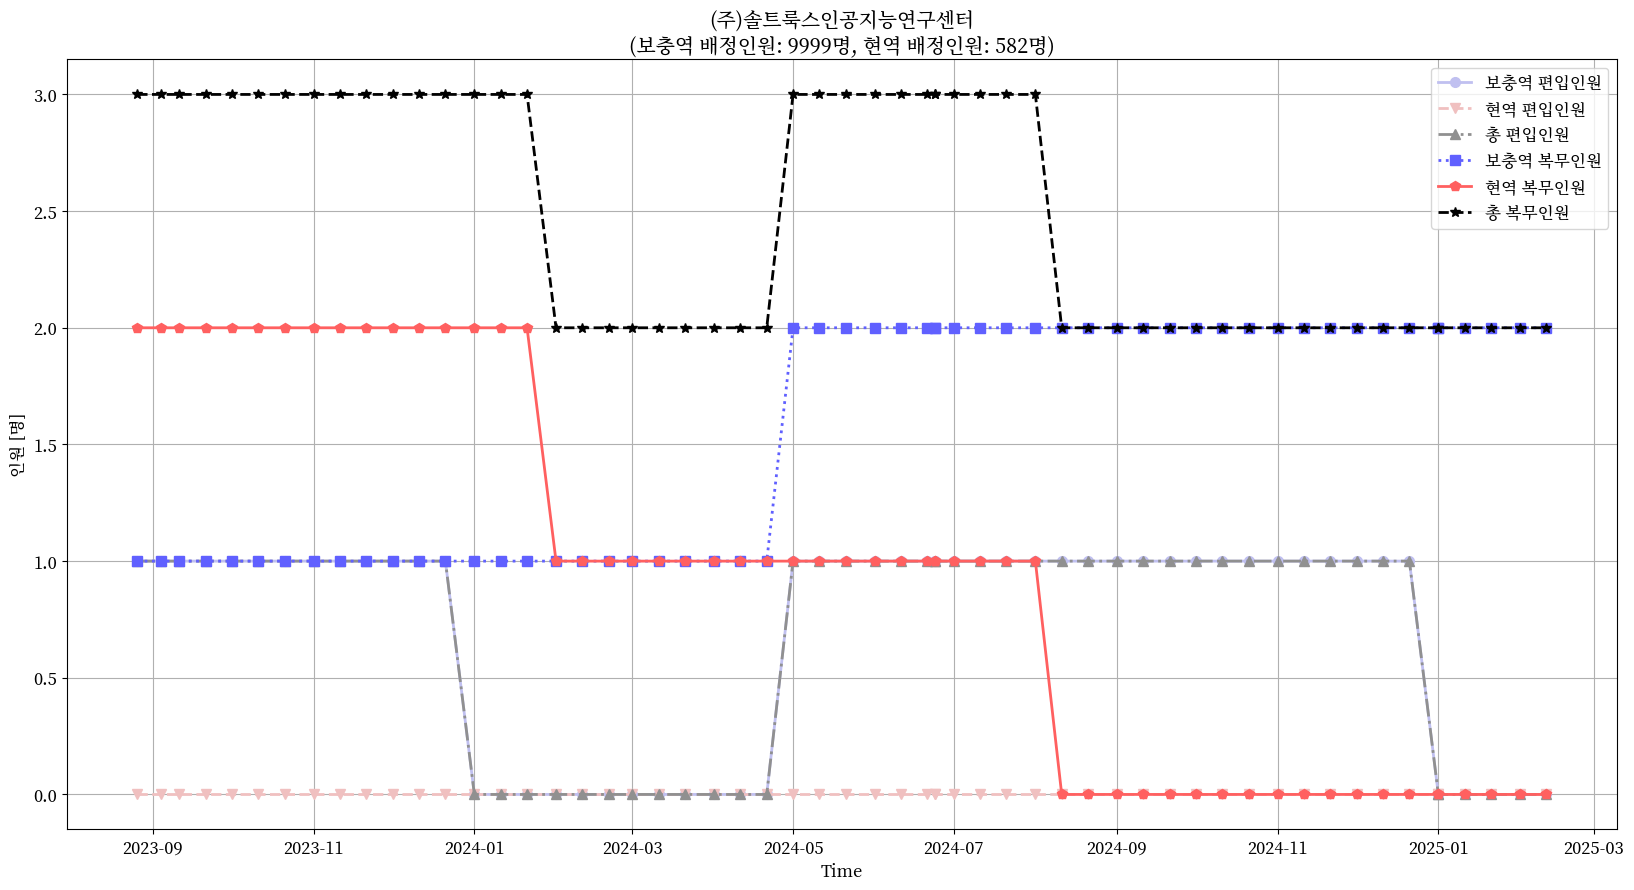 (주)솔트룩스인공지능연구센터
(보충역 배정인원: 9999명, 현역 배정인원: 582명)
보충역 편입인원
현역 편입인원
총 편입인원
보충역 복무인원
현역 복무인원
총 복무인원
인원 [명]
3.0
2.5
2.0
1.5
1.0
0.5
0.0
2023-09
2023-11
2024-01
2024-03
2024-05
2024-07
2024-09
2024-11
2025-01
2025-03
Time